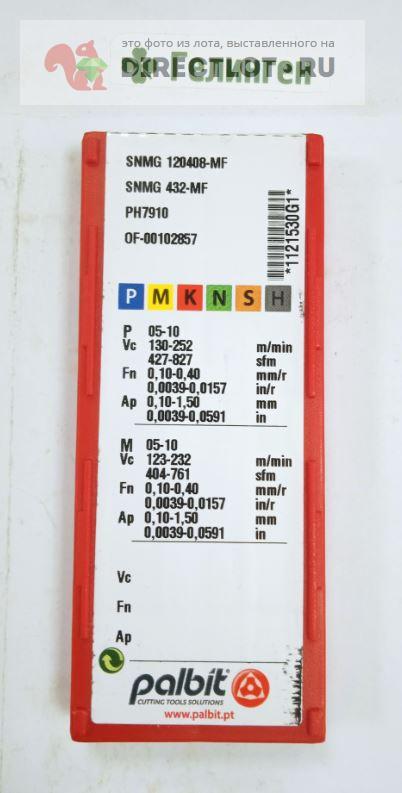 это фото из лота, выставленного на
DIRECTLOT.RU
Гелинген
SNMG 120408-MF
SNMG 432-MF
PH7910
OF-00102857
*1121530G1*
P M K N S H
P 05-10
Vc 130-252 m/min
427-827 sfm
Fn 0,10-0,40 mm/r
0,0039-0,0157 in/r
Ap 0,10-1,50 mm
0,0039-0,0591 in
M 05-10
Vc 123-232 m/min
404-761 sfm
Fn 0,10-0,40 mm/r
0,0039-0,0157 in/r
Ap 0,10-1,50 mm
0,0039-0,0591 in
Vc
Fn
Ap
palbit
CUTTING TOOLS SOLUTIONS
www.palbit.pt